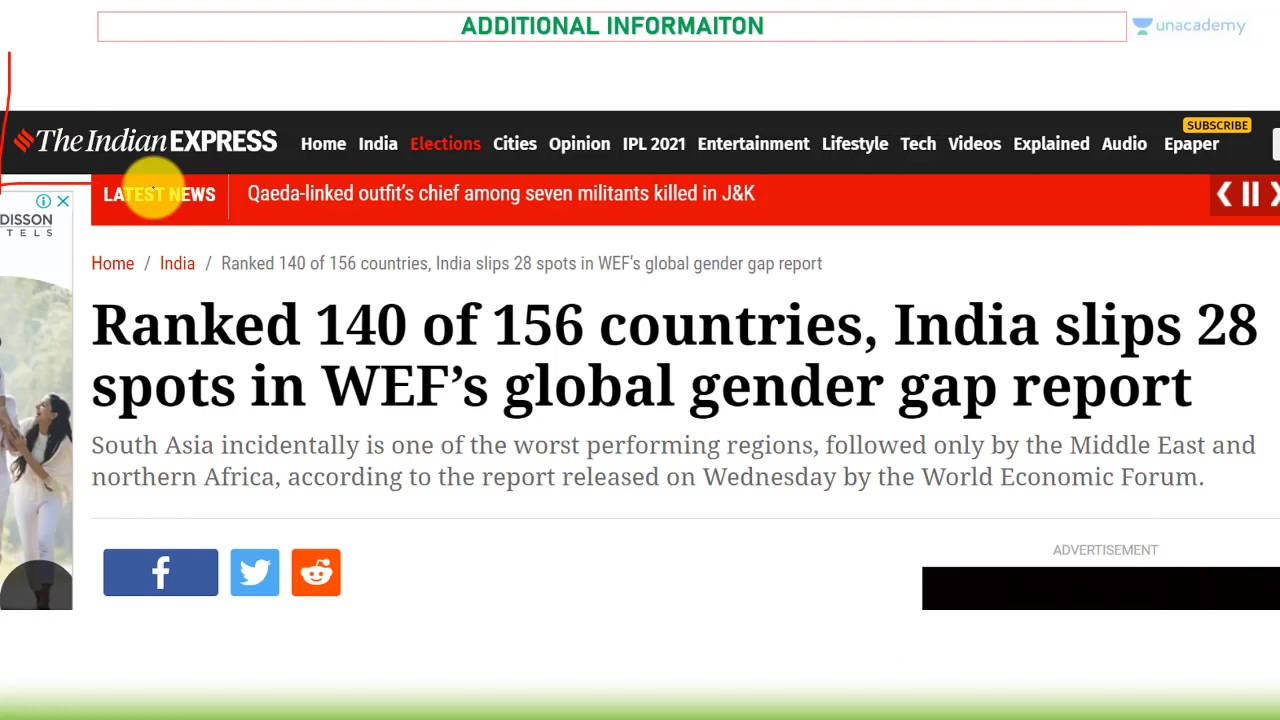 ADDITIONAL INFORMAITON
unacademy
SUBSCRIBE
The Indian EXPRESS Home India Elections Cities Opinion IPL 2021 Entertainment Lifestyle Tech Videos Explained Audio Epaper
LATEST NEWS Qaeda-linked outfit's chief among seven militants killed in J&K
DISSON
TELS
Home / India / Ranked 140 of 156 countries, India slips 28 spots in WEF's global gender gap report
Ranked 140 of 156 countries, India slips 28
spots in WEF's global gender gap report
South Asia incidentally is one of the worst performing regions, followed only by the Middle East and
northern Africa, according to the report released on Wednesday by the World Economic Forum.
ADVERTISEMENT